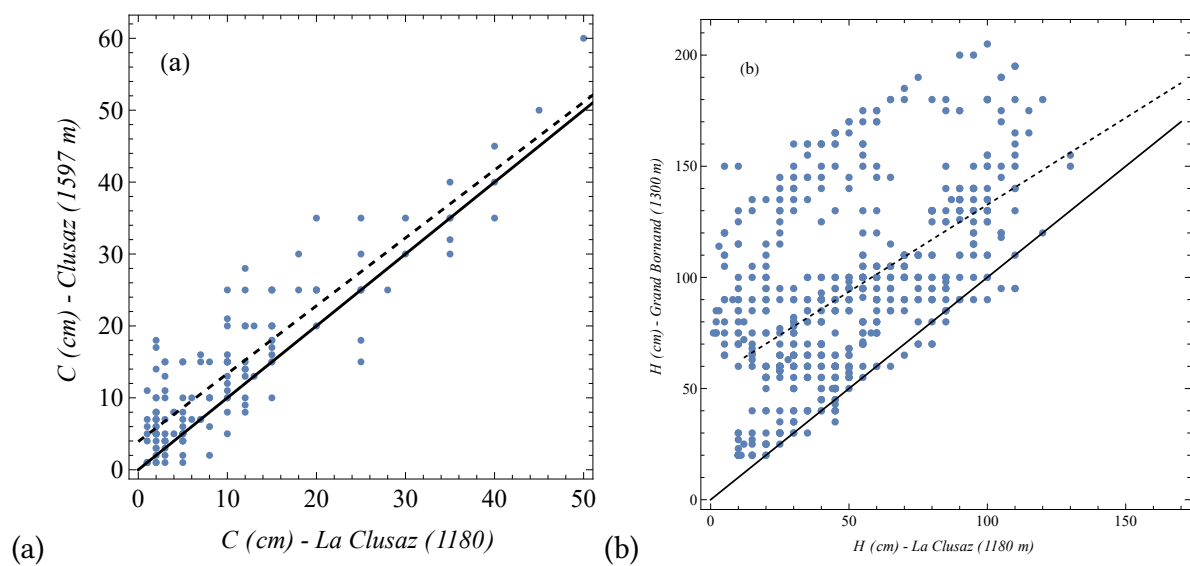 (a)
C (cm) - Clusaz (1597 m)
60
50
40
30
20
10
0
0 10 20 30 40 50
C (cm) - La Clusaz (1180)
(a)
(b)
H (cm) - Grand Bornand (1300 m)
200
150
100
50
0
0 50 100 150
H (cm) - La Clusaz (1180 m)
(b)